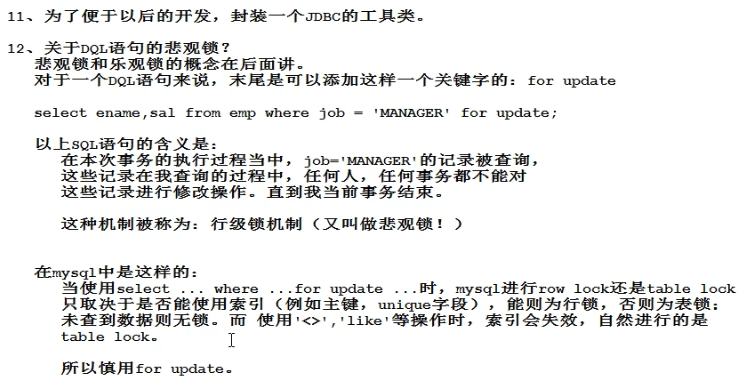 11、为了便于以后的开发，封装一个JDBC的工具类。
12、关于DQL语句的悲观锁？
悲观锁和乐观锁的概念在后面讲。
对于一个DQL语句来说，末尾是可以添加这样一个关键字的：for update
select ename,sal from emp where job = 'MANAGER' for update;
以上SQL语句的含义是：
在本次事务的执行过程当中，job='MANAGER'的记录被查询，
这些记录在我查询的过程中，任何人，任何事务都不能对
这些记录进行修改操作。直到我当前事务结束。
这种机制被称为：行级锁机制（又叫做悲观锁！）
在mysql中是这样的：
当使用select ... where ...for update ...时，mysql进行row lock还是table lock
只取决于是否能使用索引（例如主键，unique字段），能则为行锁，否则为表锁；
未查到数据则无锁。而 使用'<>','like'等操作时，索引会失效，自然进行的是
table lock。
所以慎用for update。